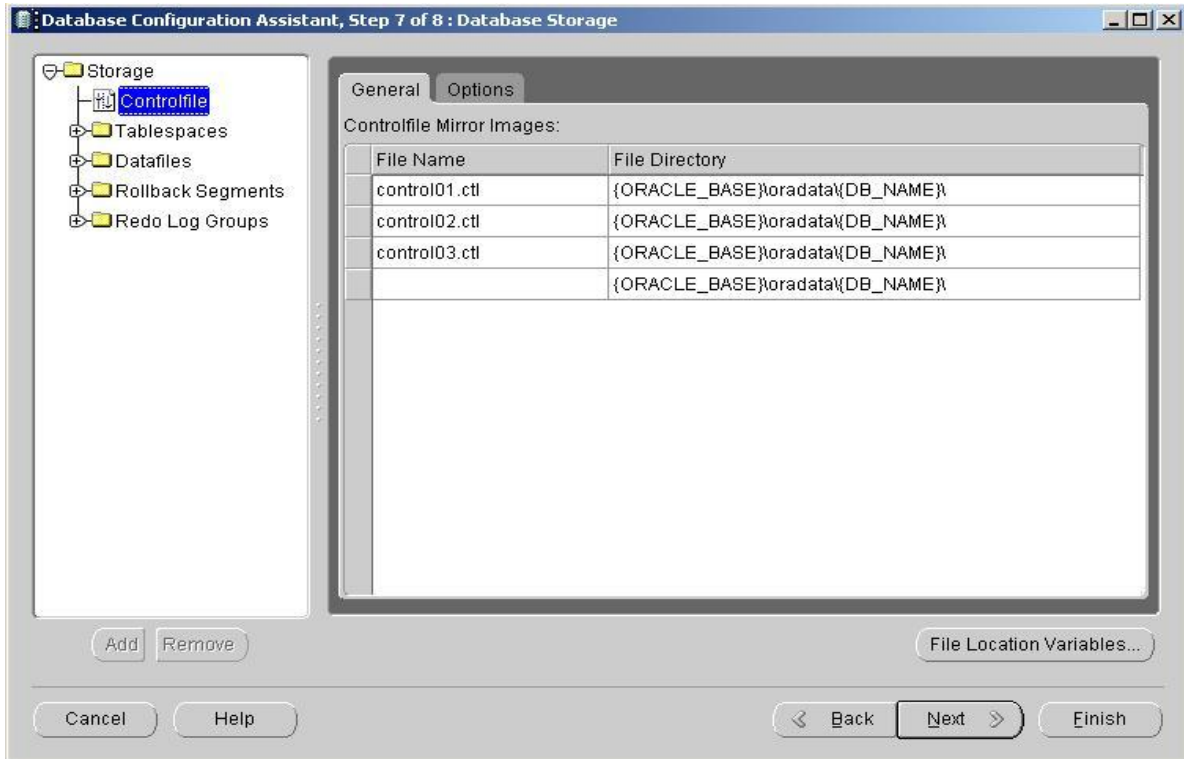 Database Configuration Assistant, Step 7 of 8 : Database Storage
Storage
Controlfile
Tablespaces
Datafiles
Rollback Segments
Redo Log Groups
General Options
Controlfile Mirror Images:
File Name File Directory
control01.ctl {ORACLE_BASE}\oradata\{DB_NAME}\
control02.ctl {ORACLE_BASE}\oradata\{DB_NAME}\
control03.ctl {ORACLE_BASE}\oradata\{DB_NAME}\
{ORACLE_BASE}\oradata\{DB_NAME}\
Add Remove File Location Variables...
Cancel Help Back Next Finish